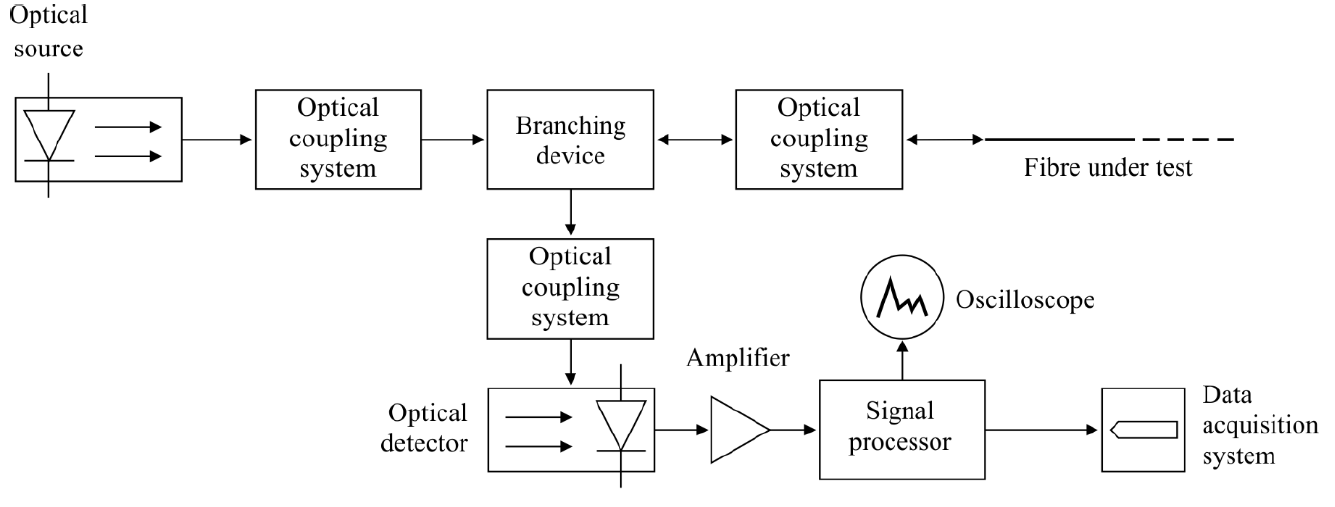 Optical
source
Optical
coupling
system
Branching
device
Optical
coupling
system
Fibre under test
Optical
coupling
system
Oscilloscope
Amplifier
Optical
detector
Signal
processor
Data
acquisition
system